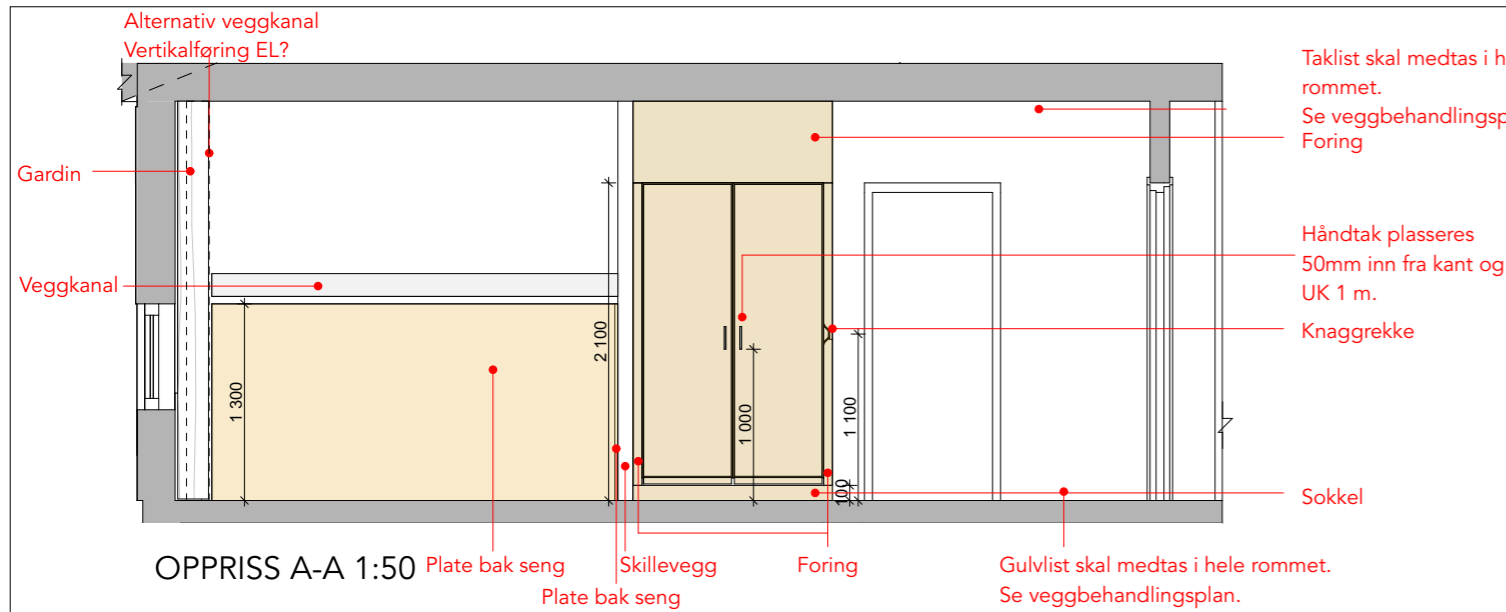 Alternativ veggkanal
Vertikalføring EL?
Taklist skal medtas i h
rommet.
Se veggbehandlingsp
Foring
Gardin
Håndtak plasseres
50mm inn fra kant og
UK 1 m.
Veggkanal
Knaggrekke
2 100
1 300
1 000
1 100
100
Sokkel
OPPRISS A-A 1:50
Plate bak seng
Skillevegg
Foring
Gulvlist skal medtas i hele rommet.
Se veggbehandlingsplan.
Plate bak seng